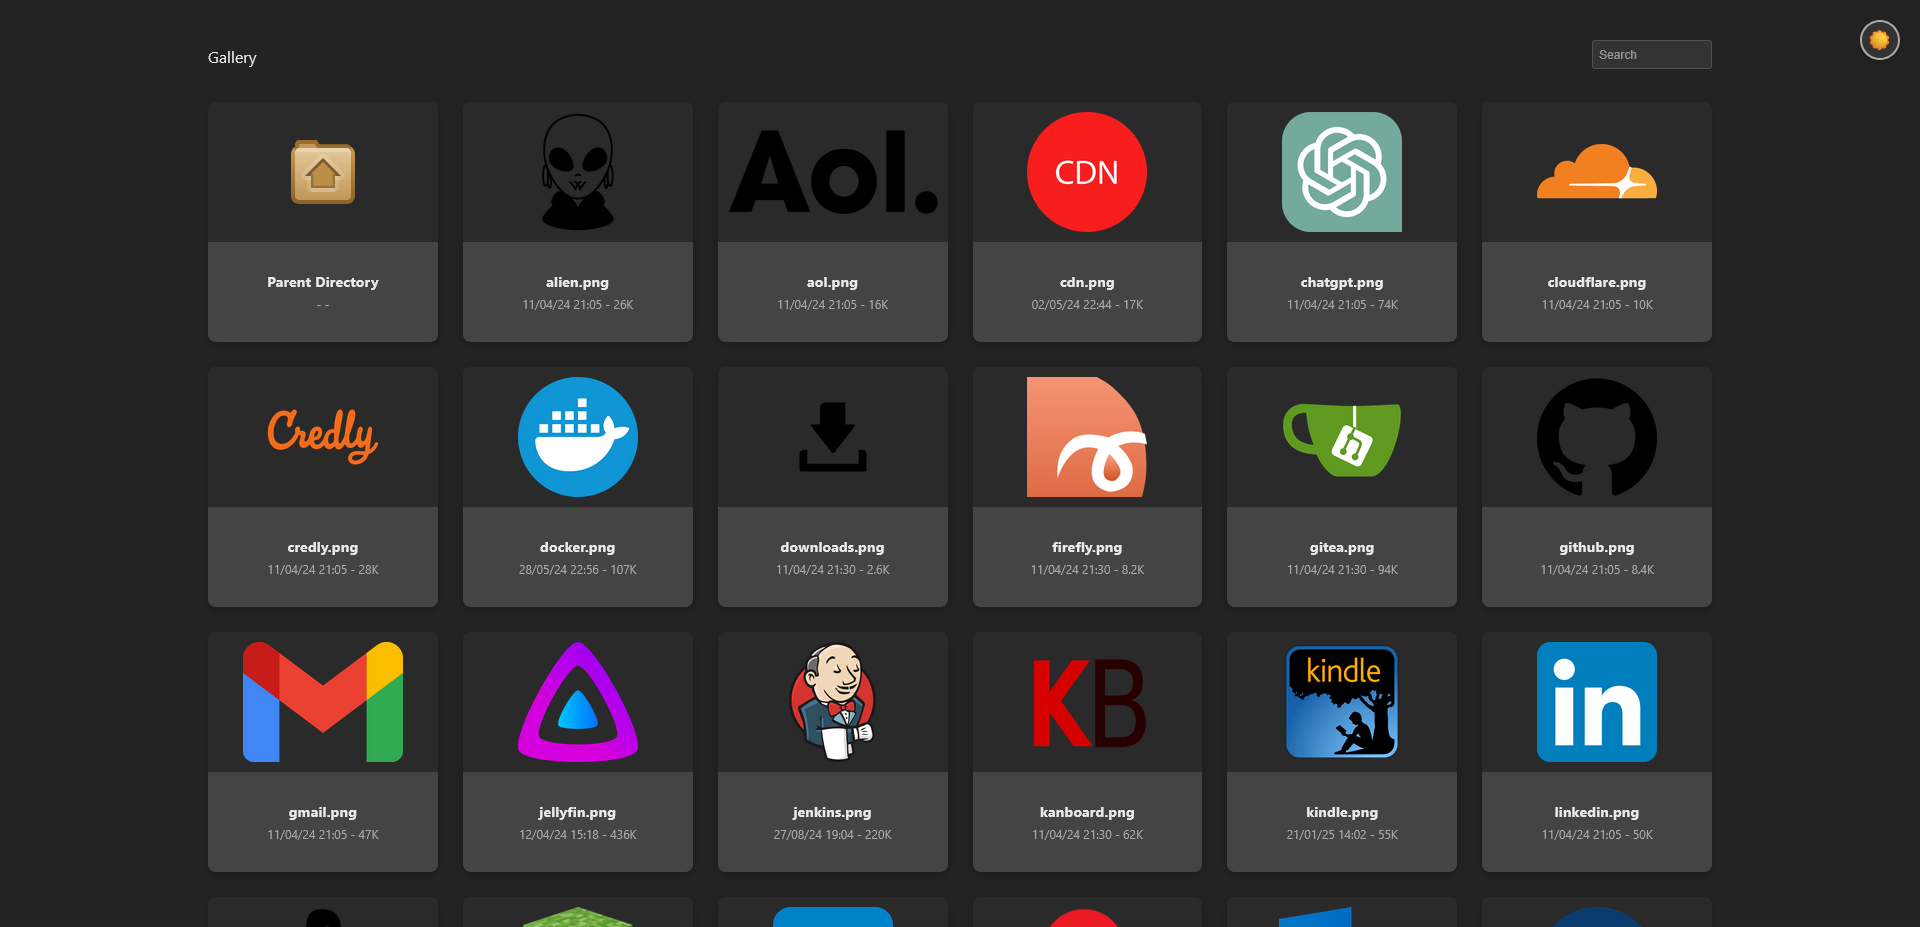 Gallery
Search
Aol.
CDN
Parent Directory
- -
alien.png
11/04/24 21:05 - 26K
aol.png
11/04/24 21:05 - 16K
cdn.png
02/05/24 22:44 - 17K
chatgpt.png
11/04/24 21:05 - 74K
cloudflare.png
11/04/24 21:05 - 10K
Credly
credly.png
11/04/24 21:05 - 28K
docker.png
28/05/24 22:56 - 107K
downloads.png
11/04/24 21:30 - 2.6K
firefly.png
11/04/24 21:30 - 8.2K
gitea.png
11/04/24 21:30 - 94K
github.png
11/04/24 21:05 - 8.4K
KB
kindle
in
gmail.png
11/04/24 21:05 - 47K
jellyfin.png
12/04/24 15:18 - 436K
jenkins.png
27/08/24 19:04 - 220K
kanboard.png
11/04/24 21:30 - 62K
kindle.png
21/01/25 14:02 - 55K
linkedin.png
11/04/24 21:05 - 50K